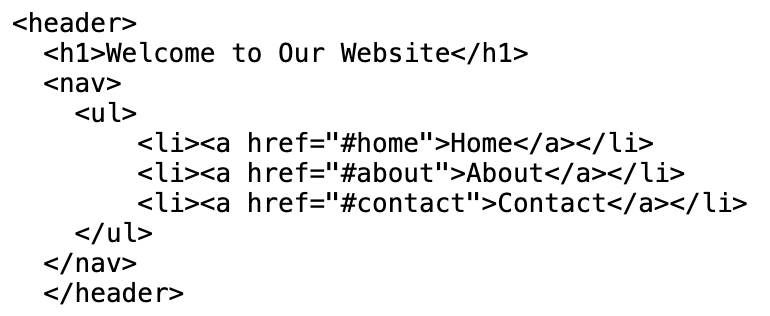 <header>
  <h1>Welcome to Our Website</h1>
  <nav>
    <ul>
        <li><a href="#home">Home</a></li>
        <li><a href="#about">About</a></li>
        <li><a href="#contact">Contact</a></li>
    </ul>
  </nav>
  </header>